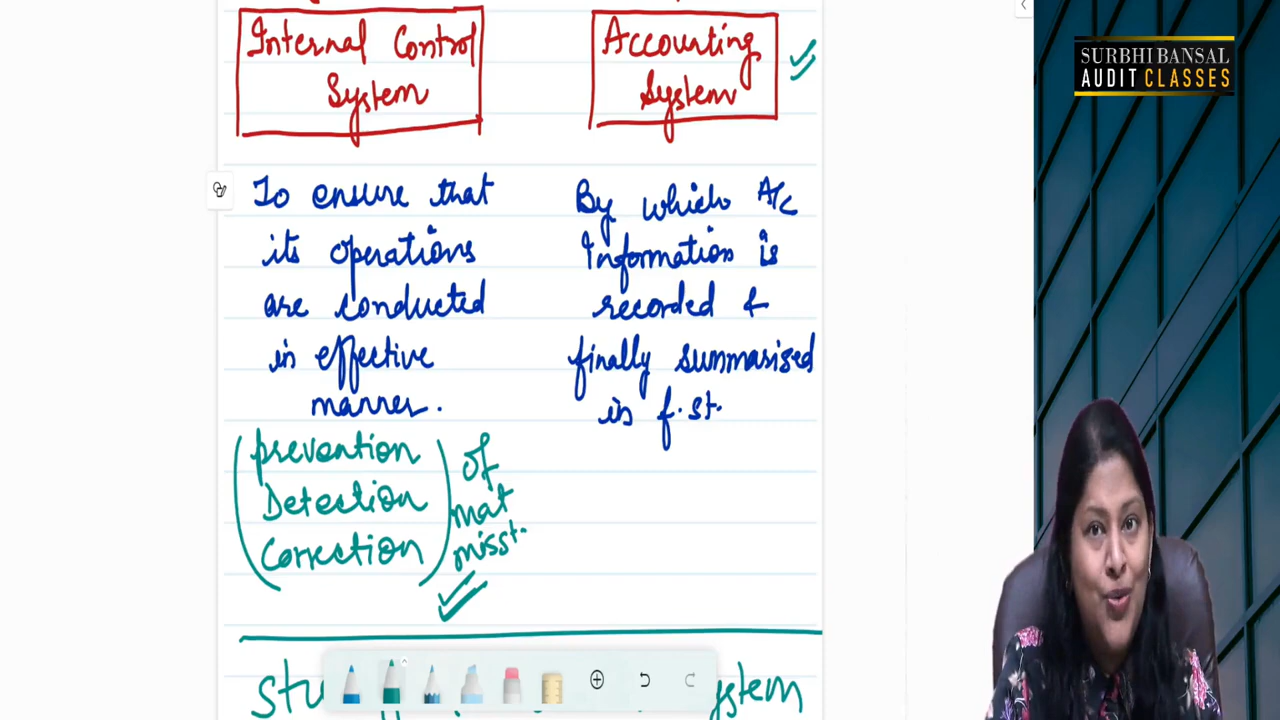 Internal Control
System
To ensure that
its operations
are conducted
in effective
manner.
(prevention
Detection
Correction)
of
mat
misst.
Accounting
System
By which A/c
Information is
recorded &
finally summarised
in f.st.
ystem
SURBHI BANSAL
AUDIT CLASSES